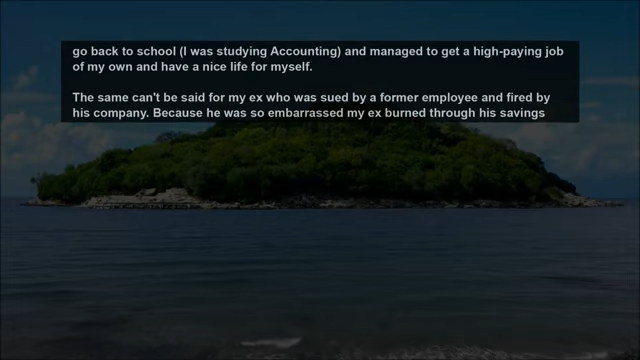 go back to school (I was studying Accounting) and managed to get a high-paying job
of my own and have a nice life for myself.
The same can't be said for my ex who was sued by a former employee and fired by
his company. Because he was so embarrassed my ex burned through his savings